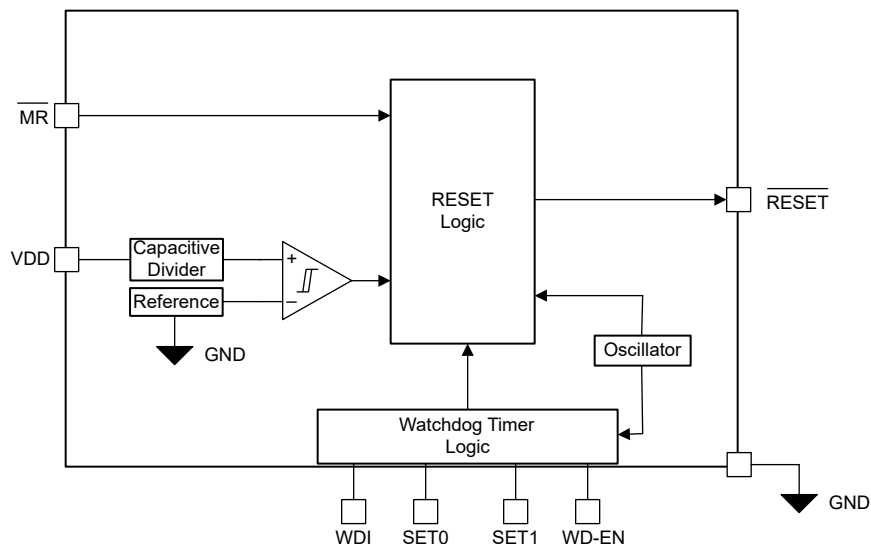 MR
RESET
Logic
RESET
VDD
Capacitive
Divider
+
Reference
−
GND
Oscillator
Watchdog Timer
Logic
GND
WDI
SET0
SET1
WD-EN